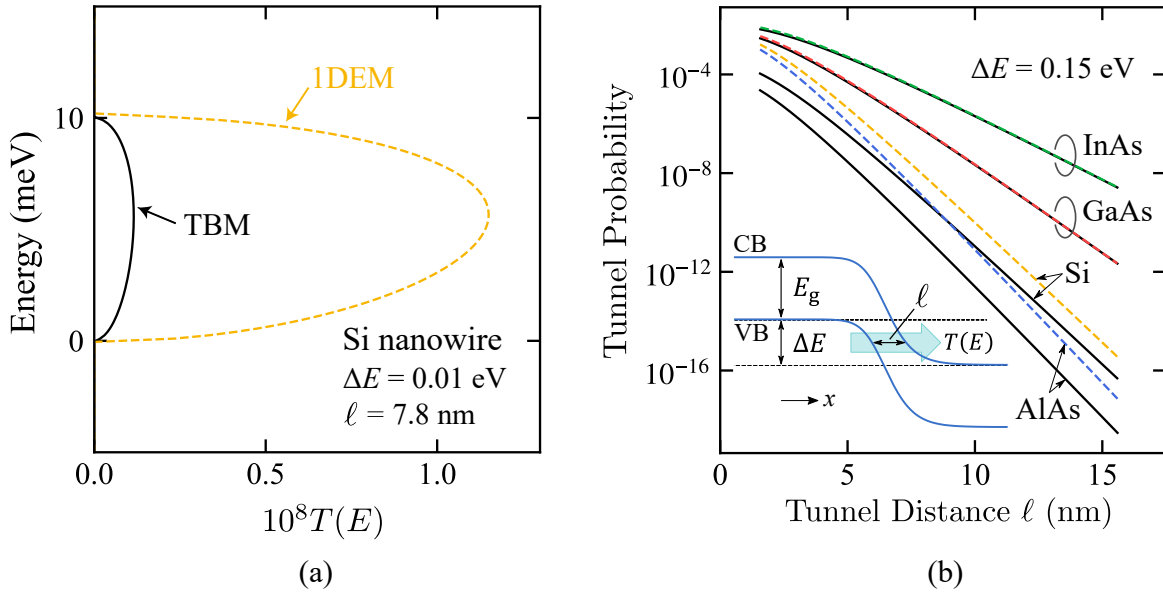 Energy (meV)
10
0
1DEM
TBM
Si nanowire
ΔE = 0.01 eV
ℓ = 7.8 nm
0.0 0.5 1.0
10⁸T(E)
(a)
Tunnel Probability
10⁻⁴
10⁻⁸
10⁻¹²
10⁻¹⁶
ΔE = 0.15 eV
InAs
GaAs
Si
AlAs
CB
E_g
VB
ΔE
ℓ
T(E)
x
0 5 10 15
Tunnel Distance ℓ (nm)
(b)